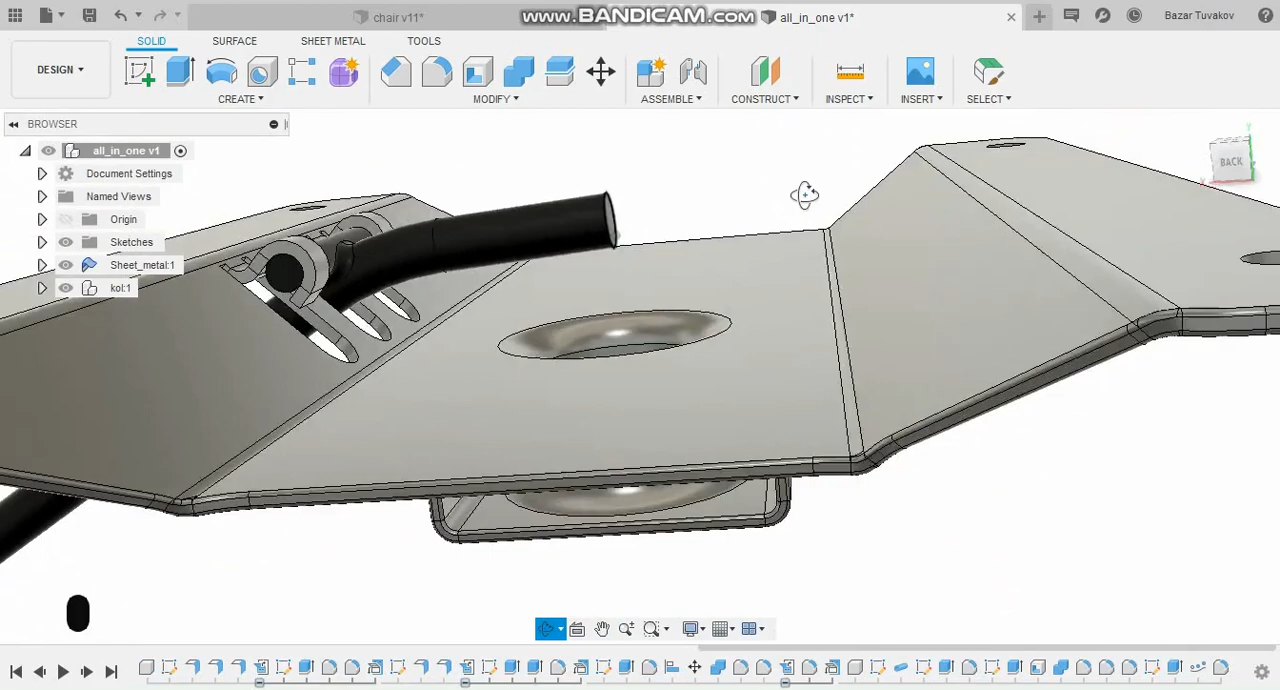 chair v11*
WWW.BANDICAM.COM
all_in_one v1*
Bazar Tuvakov
SOLID
SURFACE
SHEET METAL
TOOLS
DESIGN
CREATE
MODIFY
ASSEMBLE
CONSTRUCT
INSPECT
INSERT
SELECT
BROWSER
all_in_one v1
Document Settings
Named Views
Origin
Sketches
Sheet_metal:1
kol:1
BACK